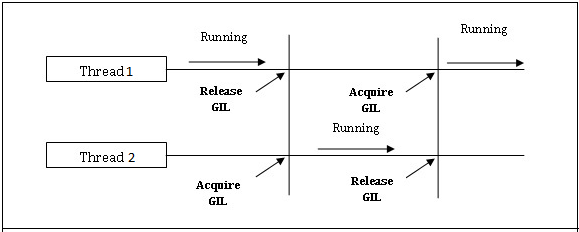 Running
Running
Thread 1
Release
GIL
Acquire
GIL
Running
Thread 2
Acquire
GIL
Release
GIL